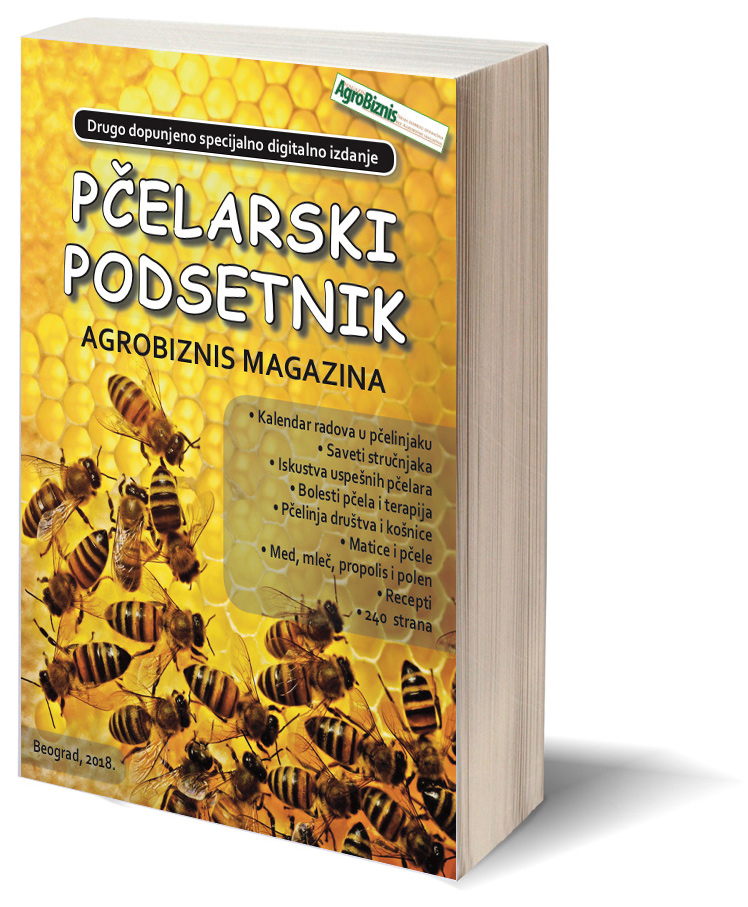 AgroBiznis
Drugo dopunjeno specijalno digitalno izdanje
PČELARSKI
PODSETNIK
AGROBIZNIS MAGAZINA
• Kalendar radova u pčelinjaku
• Saveti stručnjaka
• Iskustva uspešnih pčelara
• Bolesti pčela i terapija
• Pčelinja društva i košnice
• Matice i pčele
• Med, mleč, propolis i polen
• Recepti
• 240 strana
Beograd, 2018.